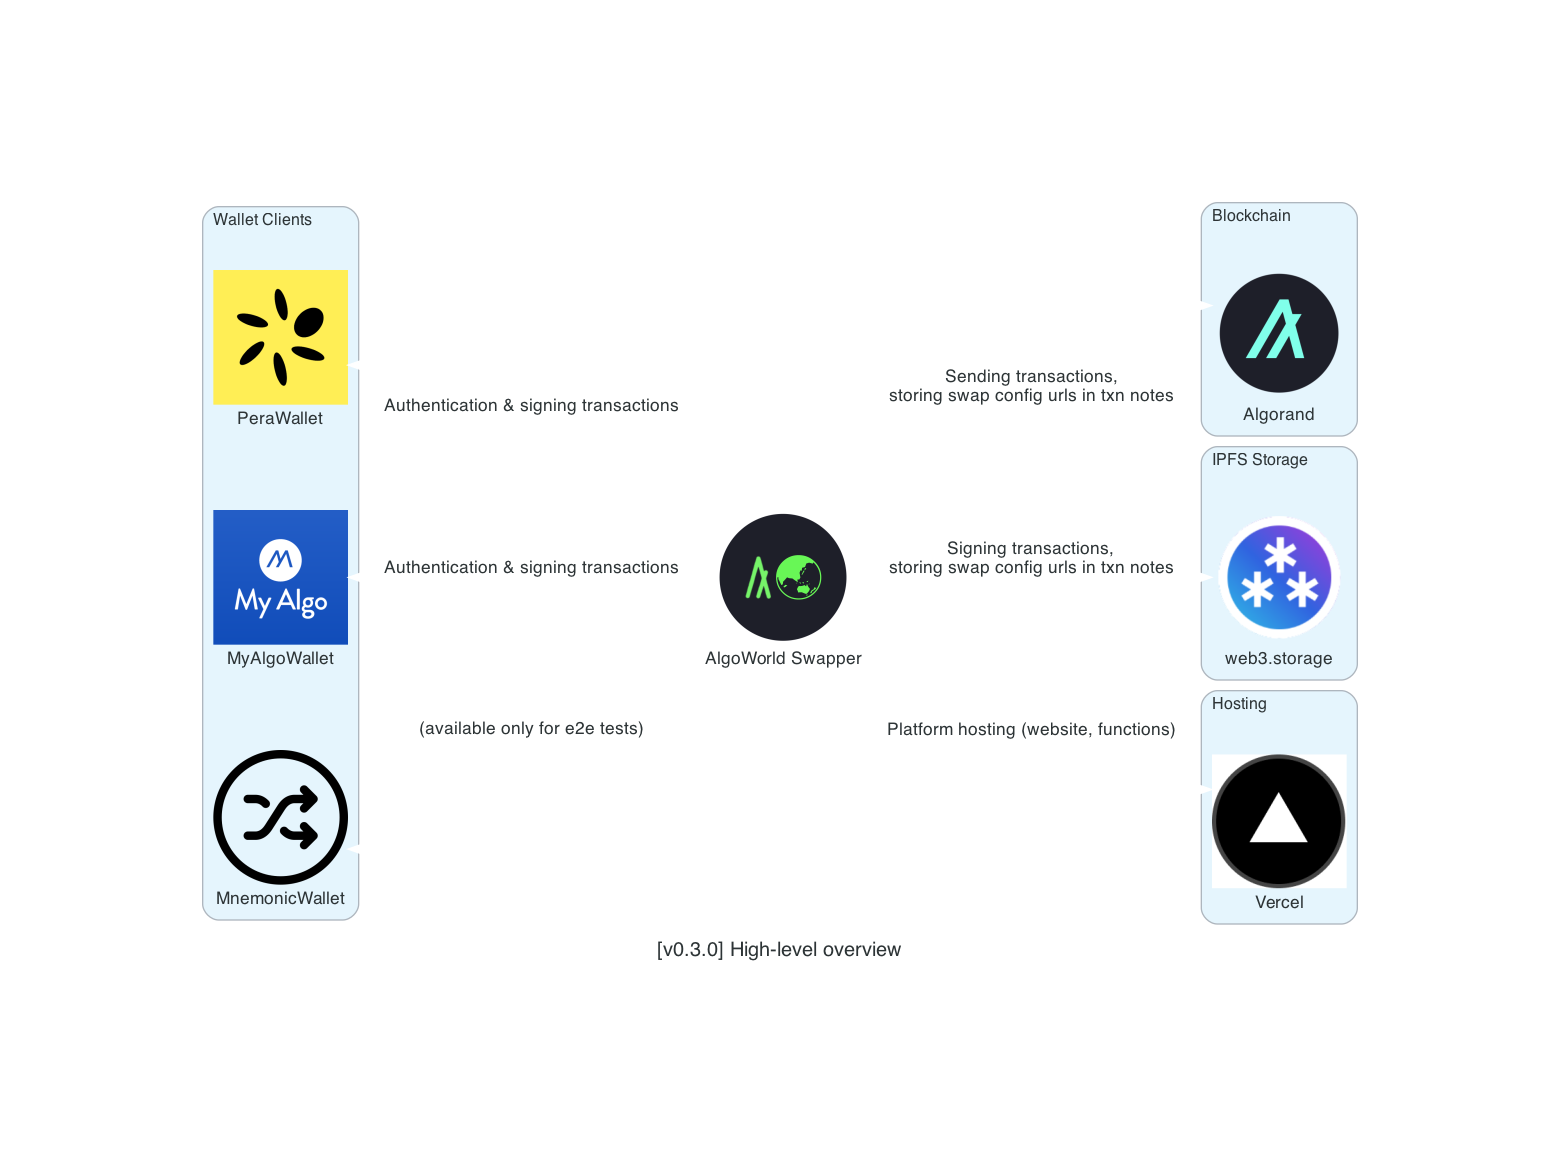 Wallet Clients
PeraWallet
My Algo
MyAlgoWallet
MnemonicWallet
Authentication & signing transactions
Authentication & signing transactions
(available only for e2e tests)
AlgoWorld Swapper
Sending transactions,
storing swap config urls in txn notes
Signing transactions,
storing swap config urls in txn notes
Platform hosting (website, functions)
Blockchain
Algorand
IPFS Storage
web3.storage
Hosting
Vercel
[v0.3.0] High-level overview